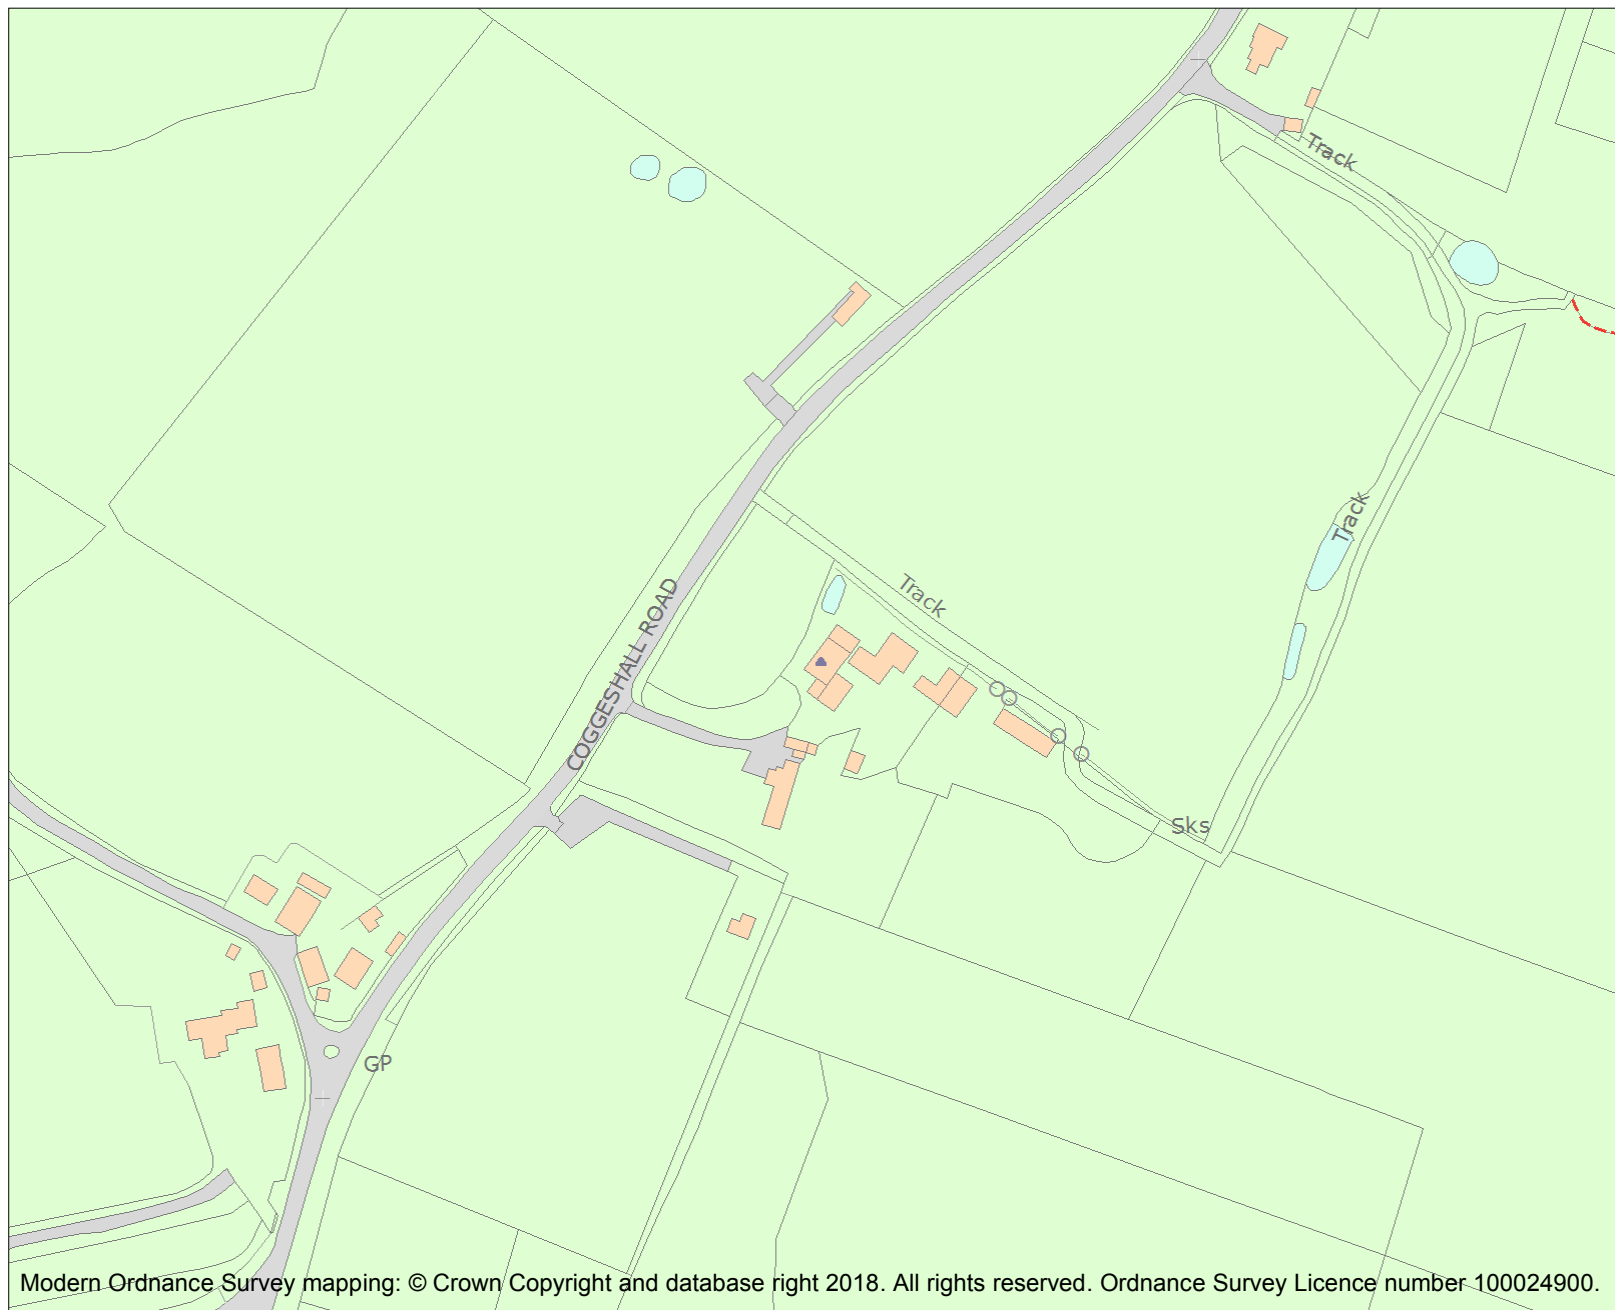 Track
Track
Track
COGGESHALL ROAD
Sks
GP
Modern Ordnance Survey mapping: © Crown Copyright and database right 2018. All rights reserved. Ordnance Survey Licence number 100024900.